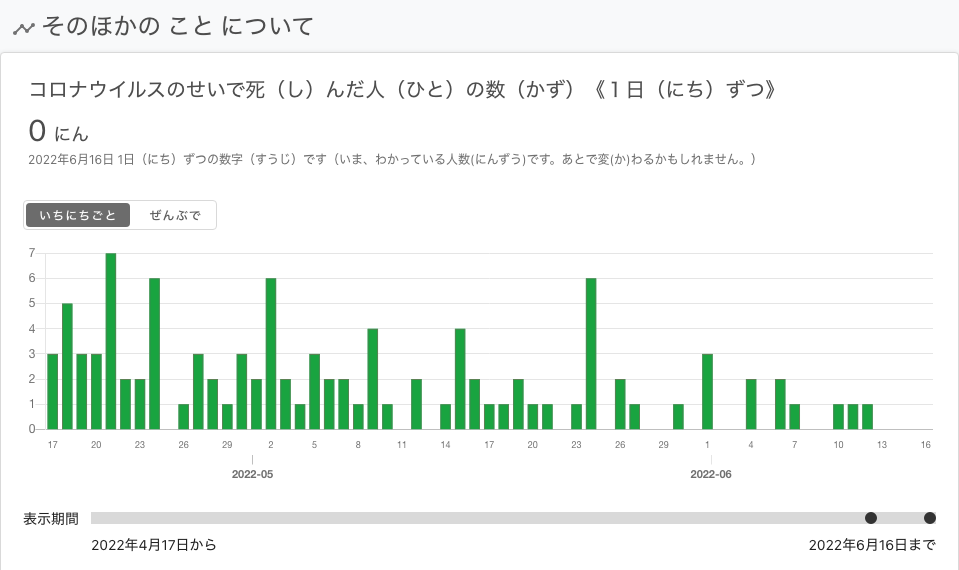 そのほかの こと について
コロナウイルスのせいで死（し）んだ人（ひと）の数（かず）《１日（にち）ずつ》
0 にん
2022年6月16日 1日（にち）ずつの数字（すうじ）です（いま、わかっている人数(にんずう)です。あとで変(か)わるかもしれません。）
いちにちごと ぜんぶで
7
6
5
4
3
2
1
0
17 20 23 26 29 2 5 8 11 14 17 20 23 26 29 1 4 7 10 13 16
2022-05 2022-06
表示期間
2022年4月17日から 2022年6月16日まで